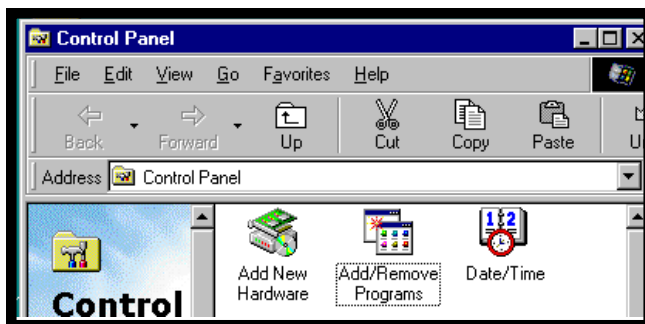 Control Panel
File Edit View Go Favorites Help
Back Forward Up Cut Copy Paste U
Address Control Panel
Control
Add New Hardware
Add/Remove Programs
Date/Time
12